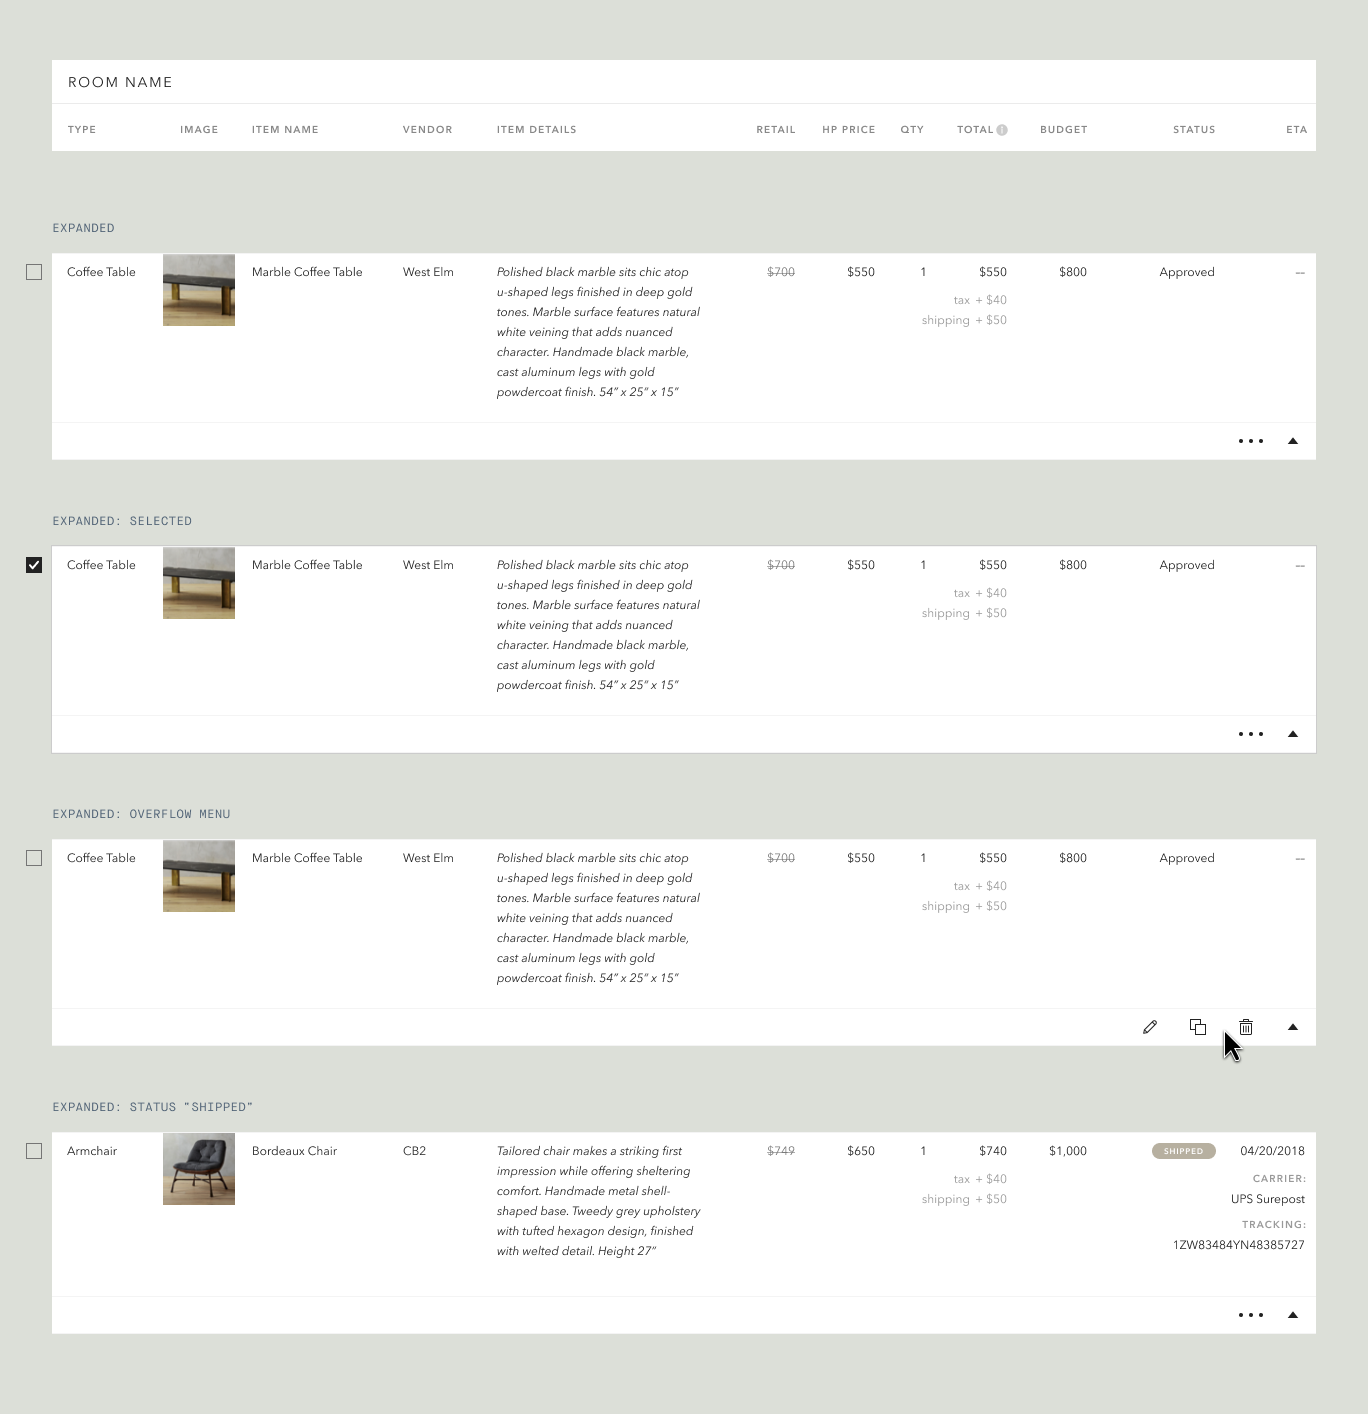 ROOM NAME
TYPE IMAGE ITEM NAME VENDOR ITEM DETAILS RETAIL HP PRICE QTY TOTAL ! BUDGET STATUS ETA
EXPANDED
Coffee Table Marble Coffee Table West Elm Polished black marble sits chic atop $700 $550 1 $550 $800 Approved —
u-shaped legs finished in deep gold
tax + $40
tones. Marble surface features natural
shipping + $50
white veining that adds nuanced
character. Handmade black marble,
cast aluminum legs with gold
powdercoat finish. 54” x 25” x 15”
EXPANDED: SELECTED
Coffee Table Marble Coffee Table West Elm Polished black marble sits chic atop $700 $550 1 $550 $800 Approved —
u-shaped legs finished in deep gold
tax + $40
tones. Marble surface features natural
shipping + $50
white veining that adds nuanced
character. Handmade black marble,
cast aluminum legs with gold
powdercoat finish. 54” x 25” x 15”
EXPANDED: OVERFLOW MENU
Coffee Table Marble Coffee Table West Elm Polished black marble sits chic atop $700 $550 1 $550 $800 Approved —
u-shaped legs finished in deep gold
tax + $40
tones. Marble surface features natural
shipping + $50
white veining that adds nuanced
character. Handmade black marble,
cast aluminum legs with gold
powdercoat finish. 54” x 25” x 15”
EXPANDED: STATUS "SHIPPED"
Armchair Bordeaux Chair CB2 Tailored chair makes a striking first $749 $650 1 $740 $1,000 SHIPPED 04/20/2018
impression while offering sheltering
tax + $40 CARRIER:
comfort. Handmade metal shell-
shipping + $50 UPS Surepost
shaped base. Tweedy grey upholstery
TRACKING:
with tufted hexagon design, finished
1ZW83484YN48385727
with welted detail. Height 27”